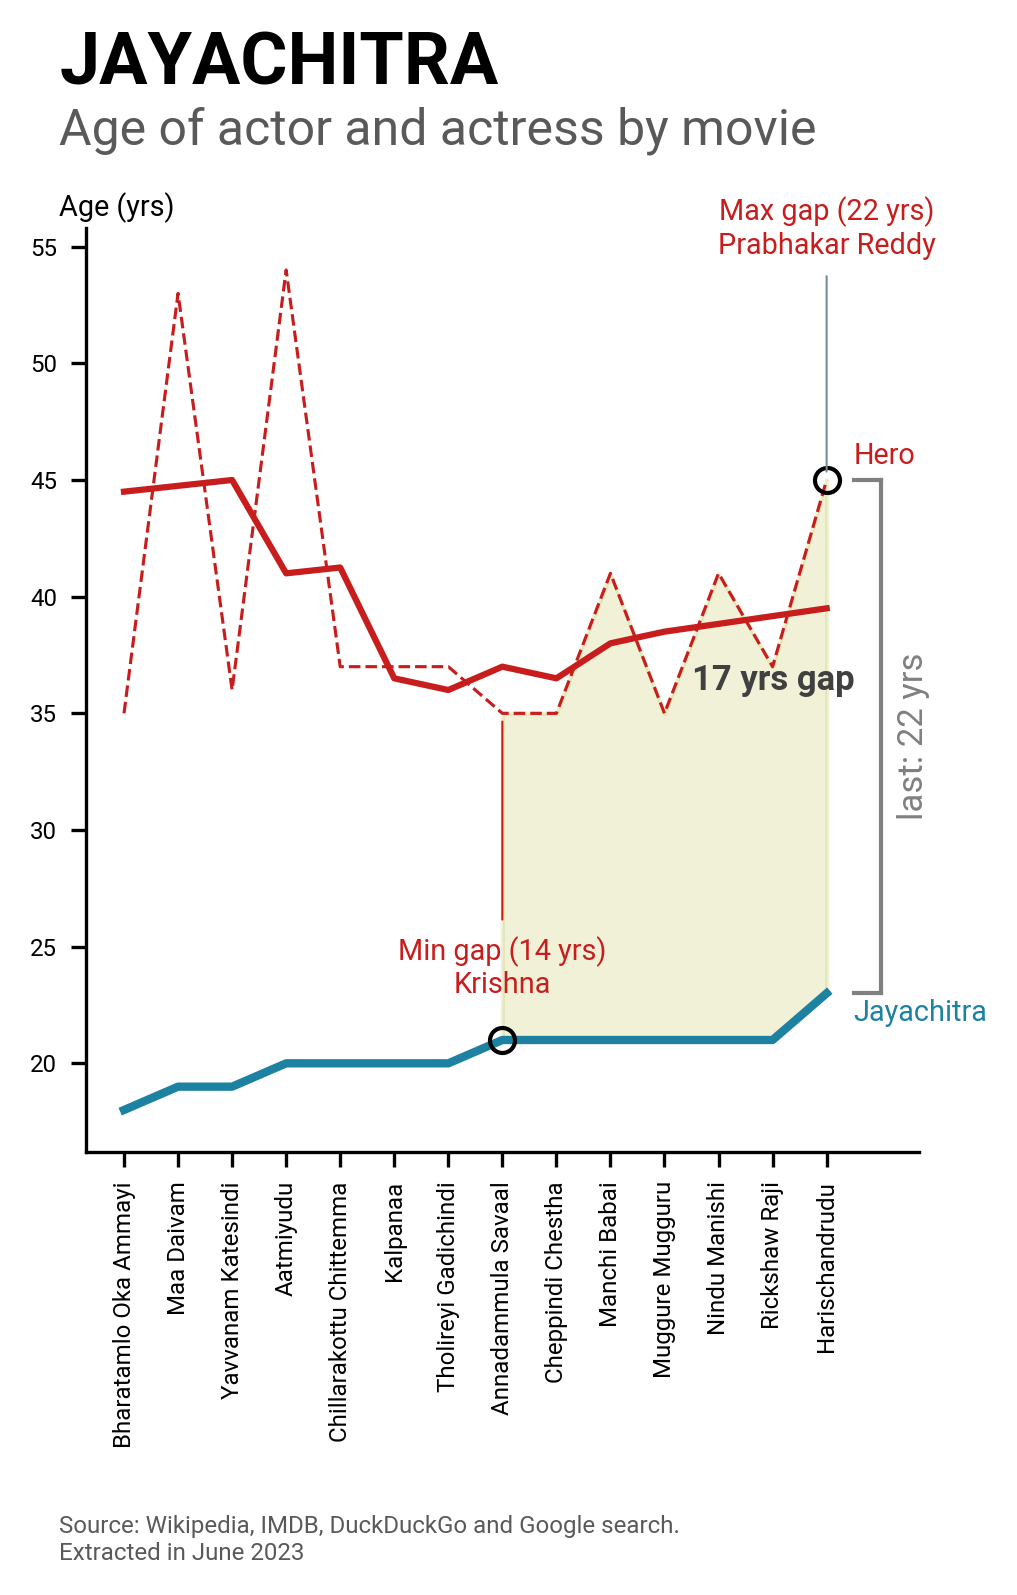 JAYACHITRA
Age of actor and actress by movie
Age (yrs)
Max gap (22 yrs)
Prabhakar Reddy
55
50
45
40
35
30
25
20
Hero
17 yrs gap
last: 22 yrs
Min gap (14 yrs)
Krishna
Jayachitra
Bharatamlo Oka Ammayi
Maa Daivam
Yavvanam Katesindi
Aatmiyudu
Chillarakottu Chittemma
Kalpanaa
Tholireyi Gadichindi
Annadammula Savaal
Cheppindi Chestha
Manchi Babai
Muggure Mugguru
Nindu Manishi
Rickshaw Raji
Harischandrudu
Source: Wikipedia, IMDB, DuckDuckGo and Google search.
Extracted in June 2023